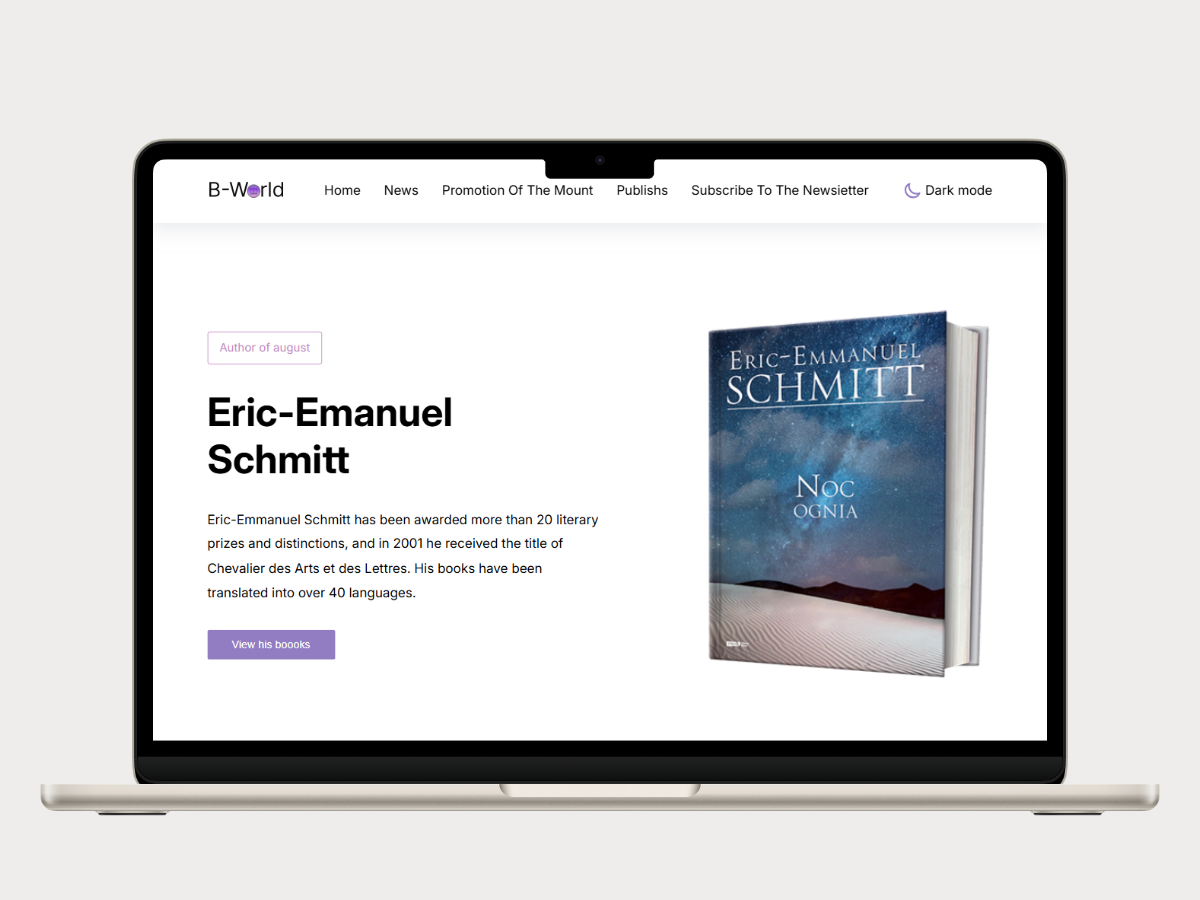 B-World
Home News Promotion Of The Mount Publishs Subscribe To The Newsietter Dark mode
Author of august
Eric-Emanuel
Schmitt
Eric-Emmanuel Schmitt has been awarded more than 20 literary
prizes and distinctions, and in 2001 he received the title of
Chevalier des Arts et des Lettres. His books have been
translated into over 40 languages.
View his boooks
Eric-Emmanuel
SCHMITT
Noc
ognia